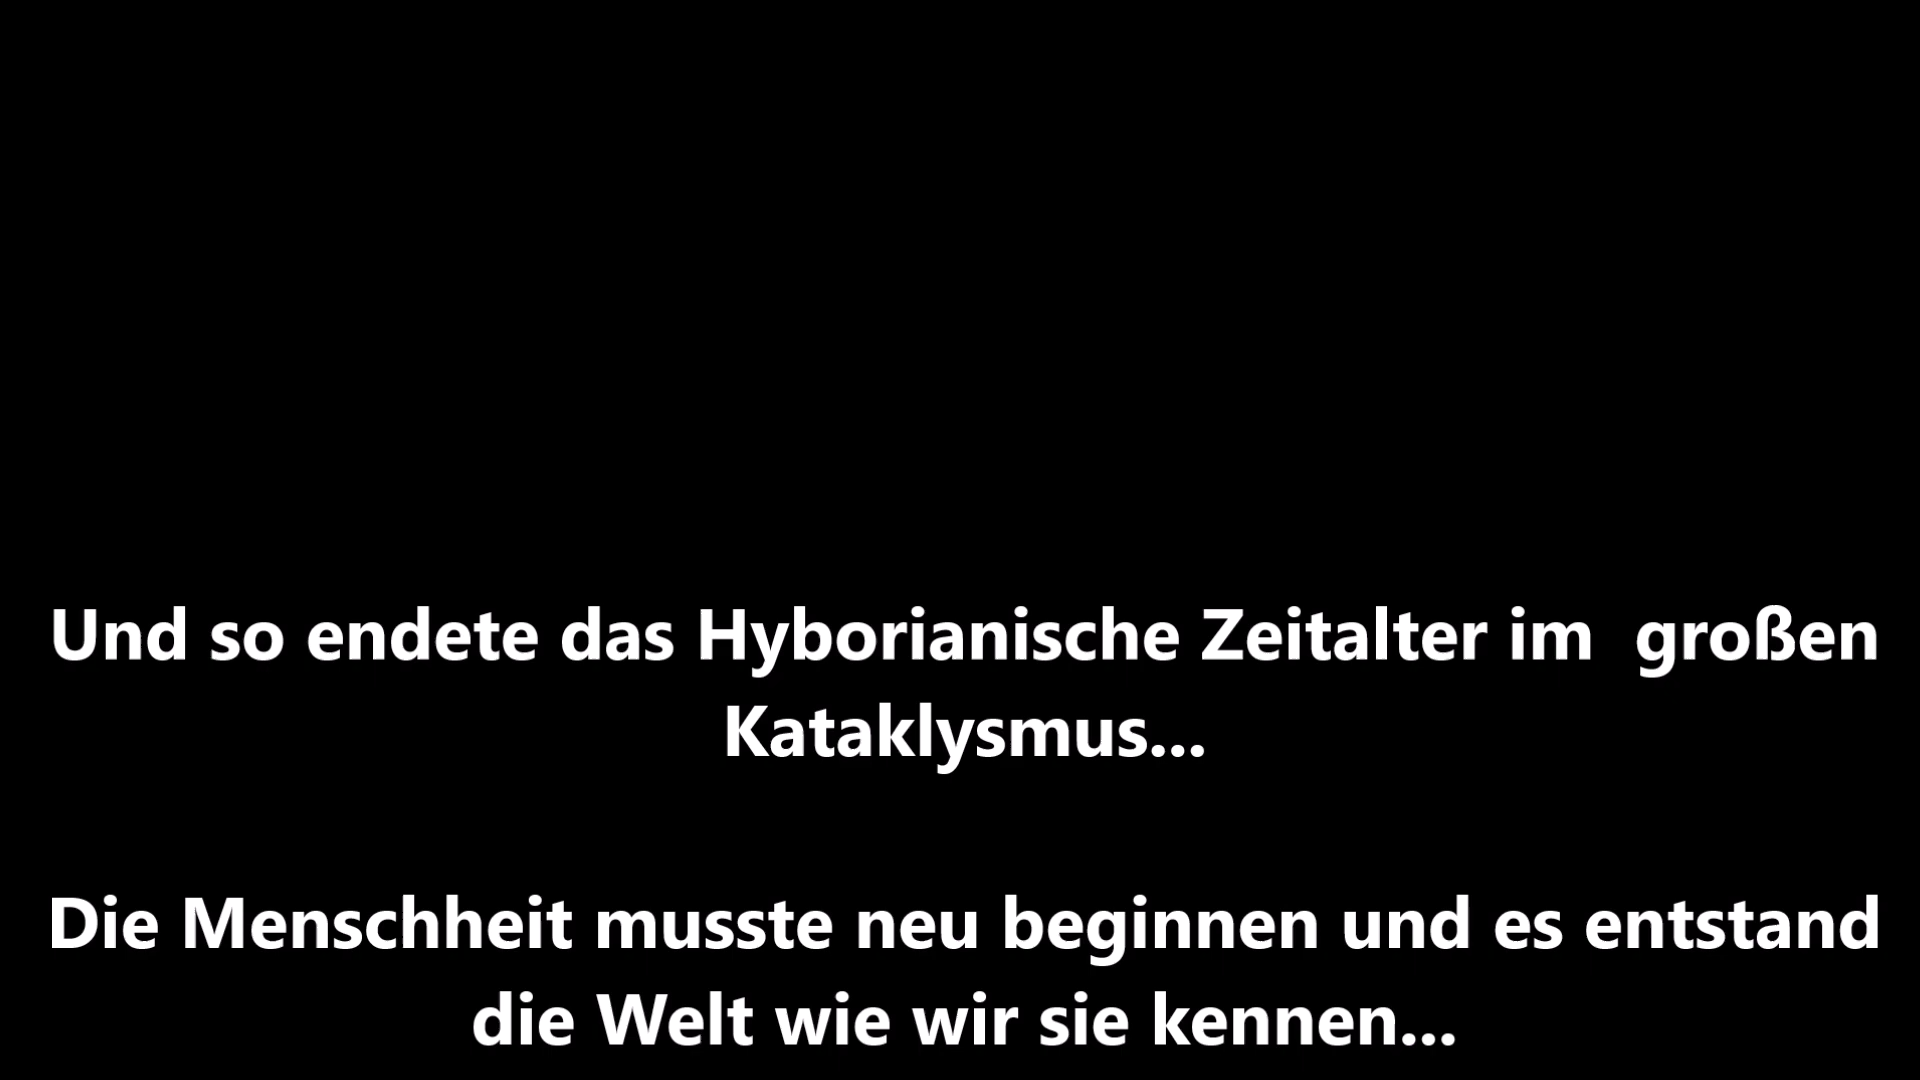 Und so endete das Hyborianische Zeitalter im  großen
Kataklysmus...
Die Menschheit musste neu beginnen und es entstand
die Welt wie wir sie kennen...